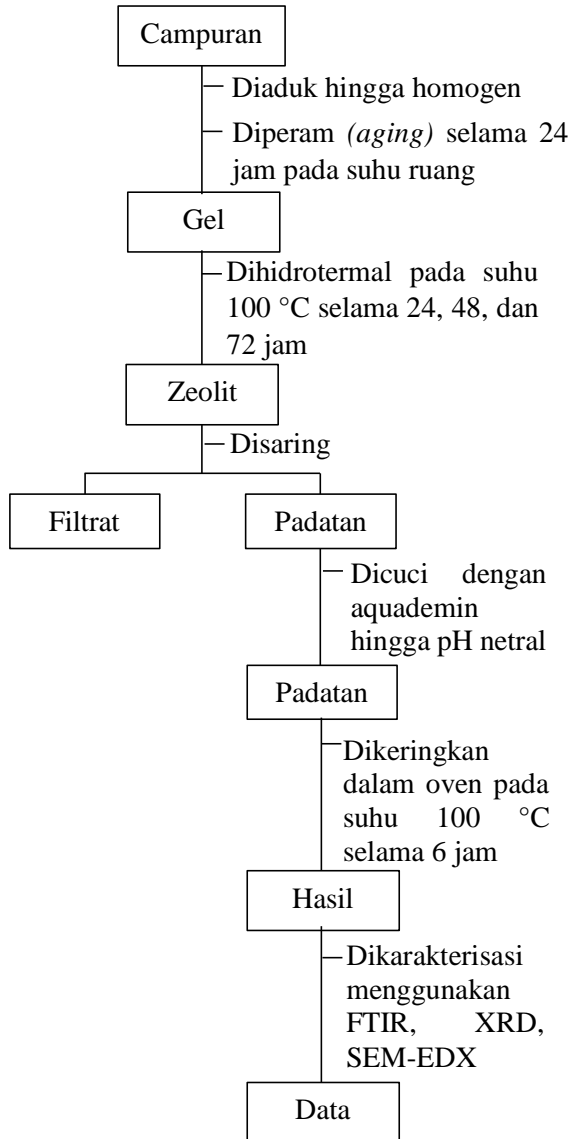 Campuran
Diaduk hingga homogen
Diperam (aging) selama 24
jam pada suhu ruang
Gel
Dihidrotermal pada suhu
100 °C selama 24, 48, dan
72 jam
Zeolit
Disaring
Filtrat
Padatan
Dicuci dengan
aquademin
hingga pH netral
Padatan
Dikeringkan
dalam oven pada
suhu 100 °C
selama 6 jam
Hasil
Dikarakterisasi
menggunakan
FTIR, XRD,
SEM-EDX
Data